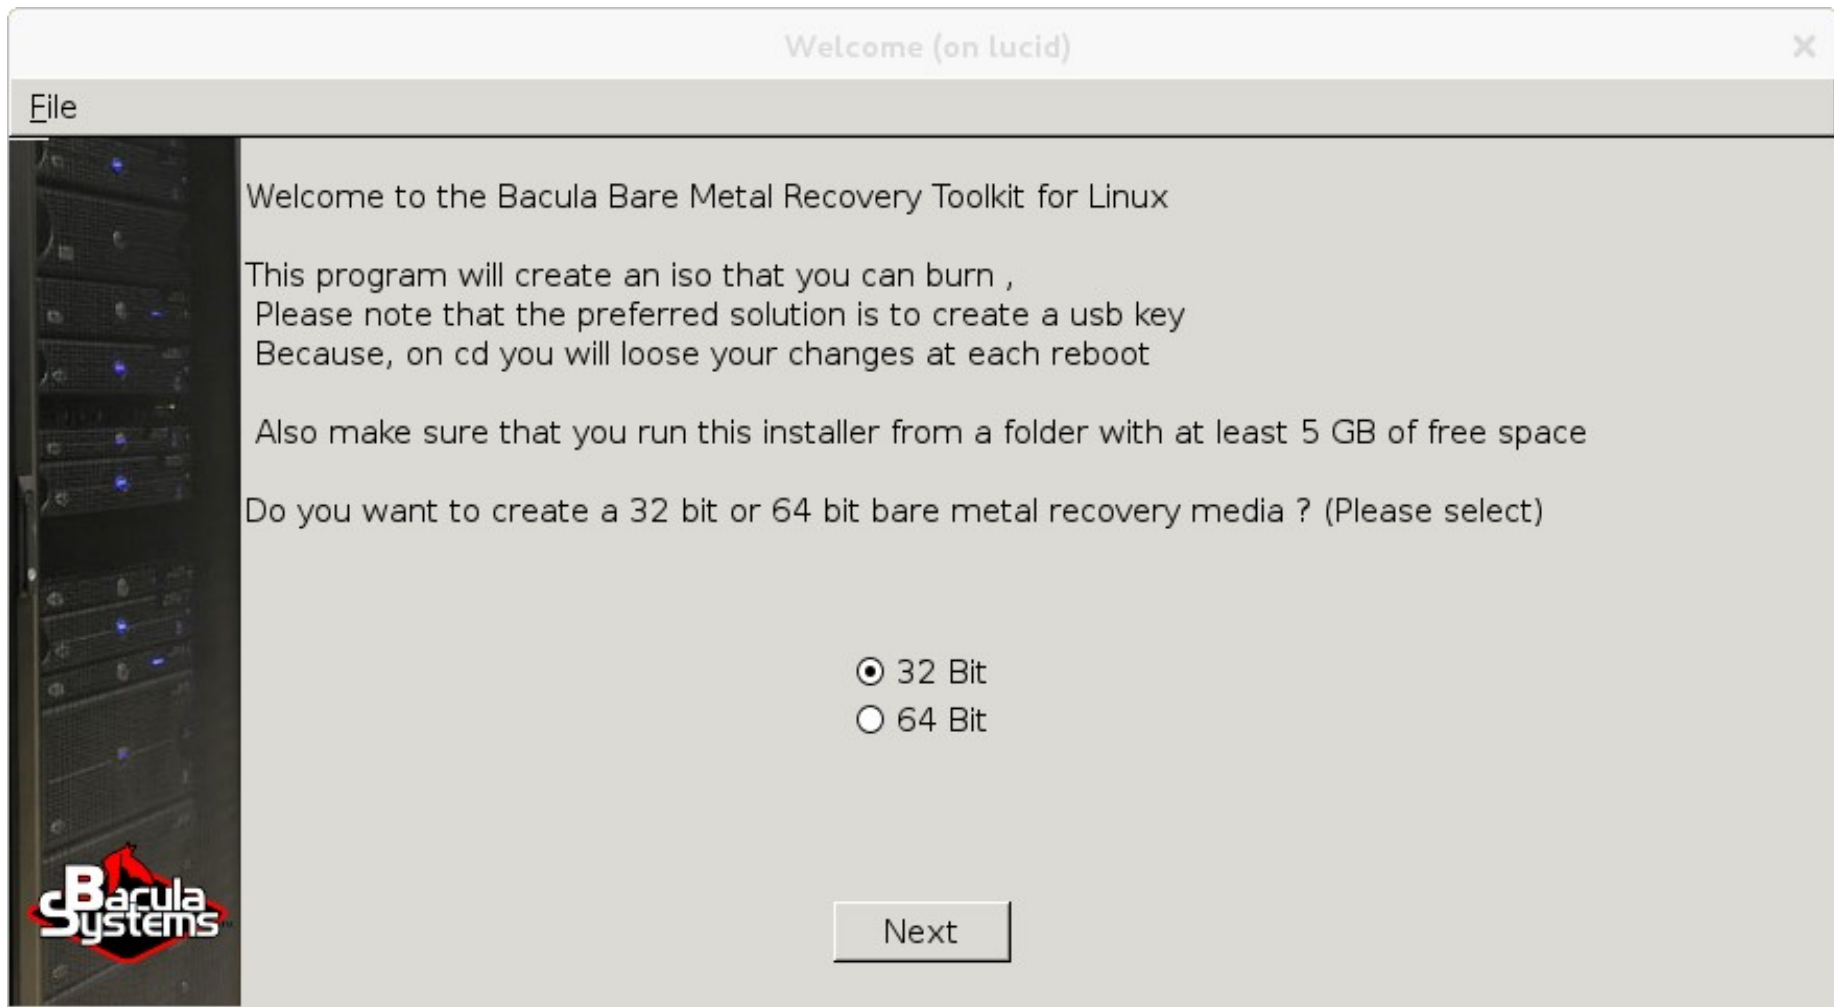 Welcome (on lucid)
File
Welcome to the Bacula Bare Metal Recovery Toolkit for Linux
This program will create an iso that you can burn ,
Please note that the preferred solution is to create a usb key
Because, on cd you will loose your changes at each reboot
Also make sure that you run this installer from a folder with at least 5 GB of free space
Do you want to create a 32 bit or 64 bit bare metal recovery media ? (Please select)
32 Bit
64 Bit
Bacula
Systems
Next